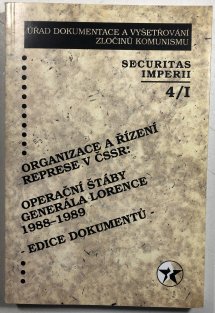 ÚŘAD DOKUMENTACE A VYŠETŘOVÁNÍ
ZLOČINŮ KOMUNISMU
SECURITAS
IMPERII
4/I
ORGANIZACE A ŘÍZENÍ
REPRESE V ČSSR:
OPERAČNÍ ŠTÁBY
GENERÁLA LORENCE
1988-1989
EDICE DOKUMENTŮ -